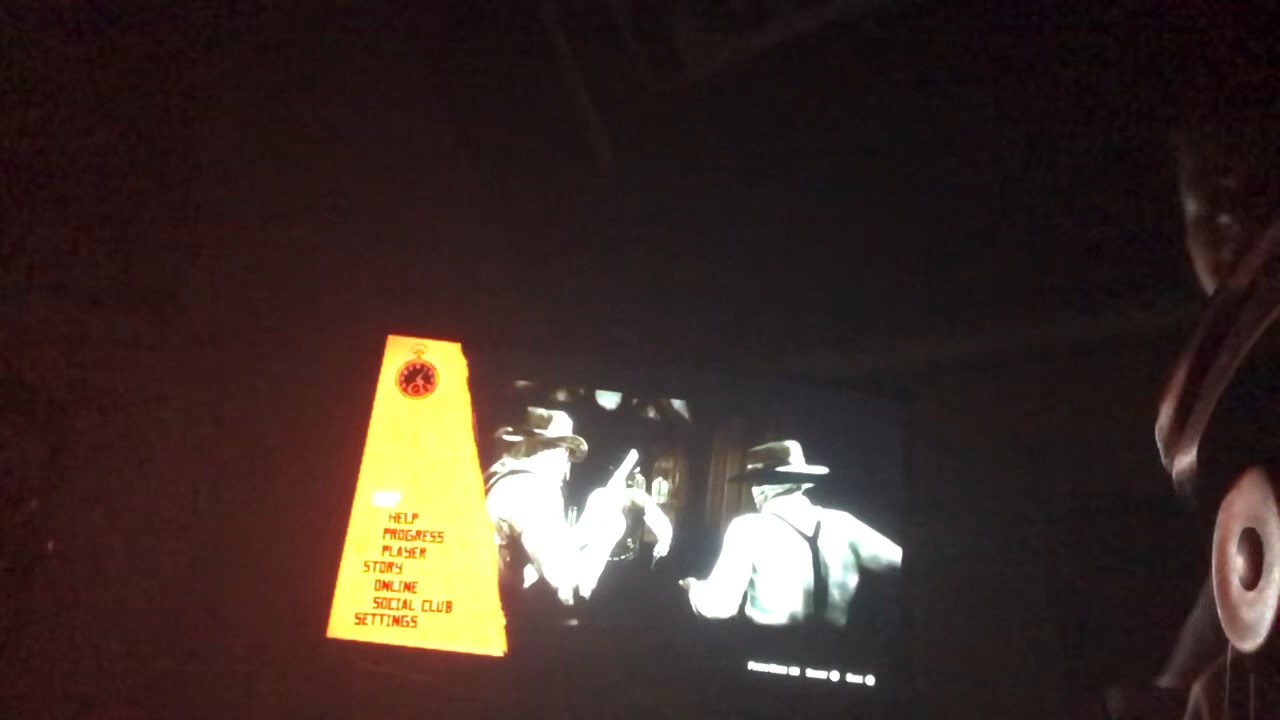 HELP
PROGRESS
PLAYER
STORY
ONLINE
SOCIAL CLUB
SETTINGS